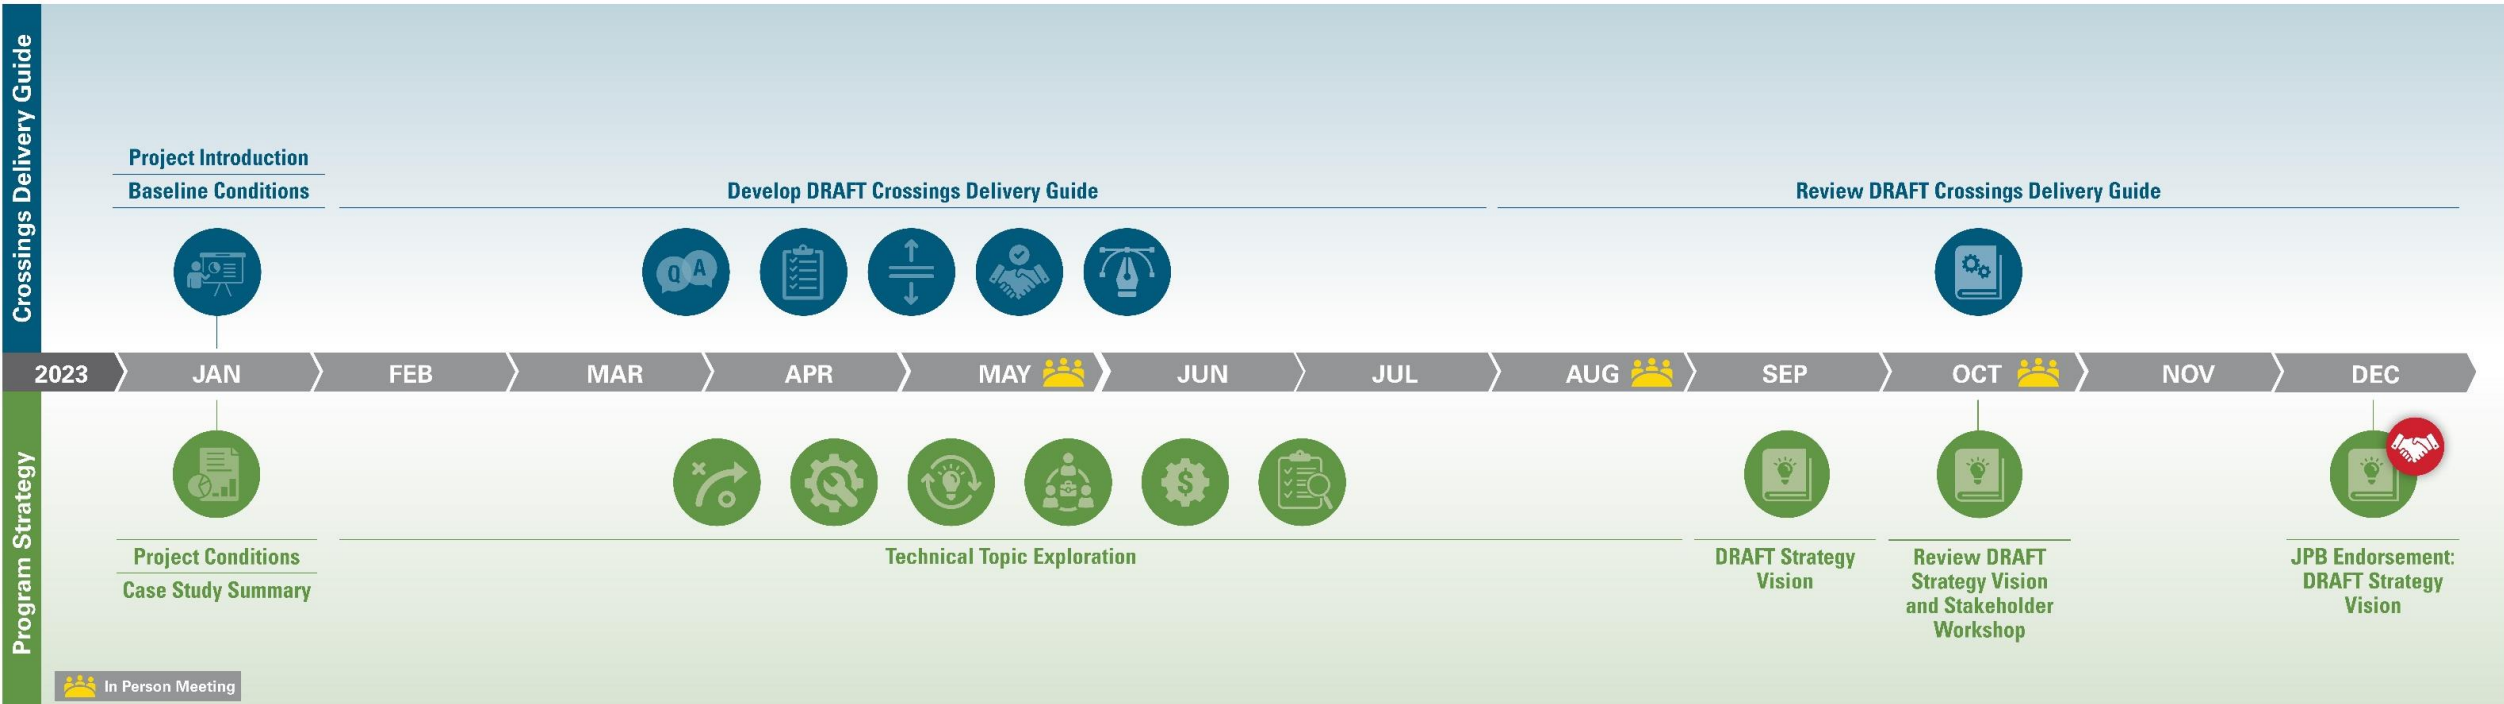 Crossings Delivery Guide
Project Introduction
Baseline Conditions
Develop DRAFT Crossings Delivery Guide
Review DRAFT Crossings Delivery Guide
Q A
2023 JAN FEB MAR APR MAY JUN JUL AUG SEP OCT NOV DEC
Program Strategy
$
Project Conditions
Case Study Summary
Technical Topic Exploration
DRAFT Strategy
Vision
Review DRAFT
Strategy Vision
and Stakeholder
Workshop
JPB Endorsement:
DRAFT Strategy
Vision
In Person Meeting